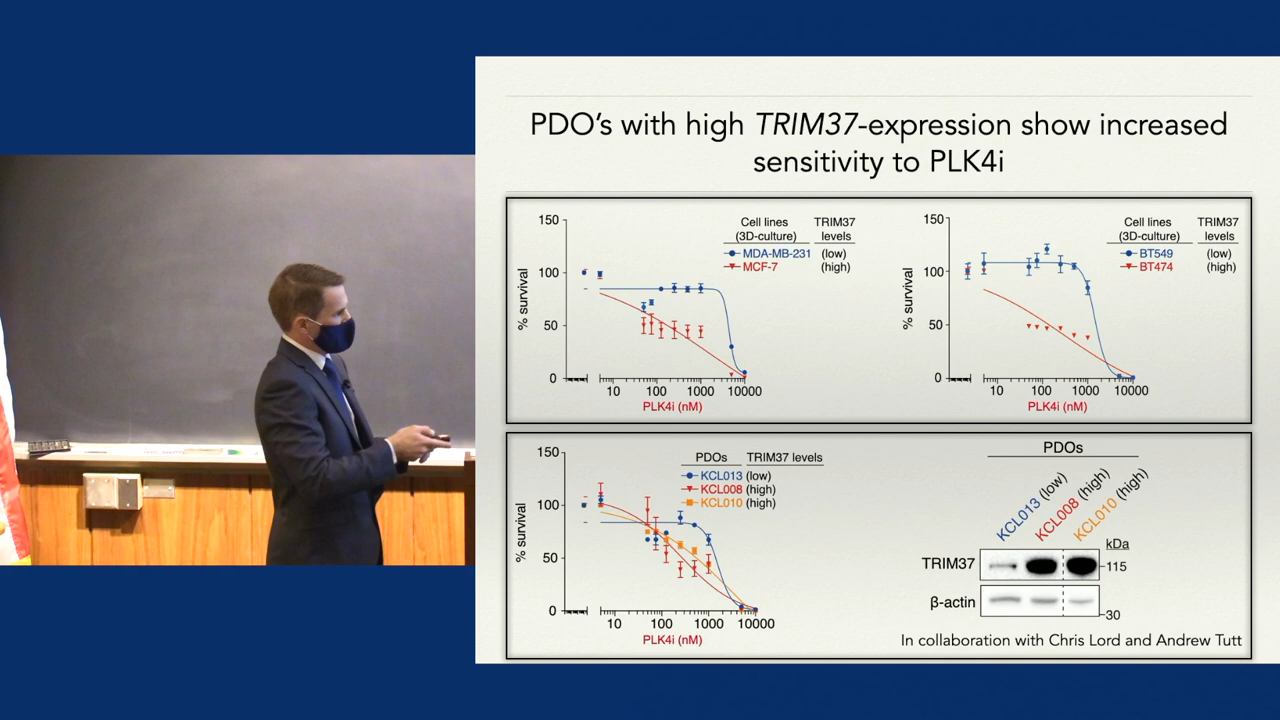 PDO's with high TRIM37-expression show increased
sensitivity to PLK4i
150
100
50
0
% survival
Cell lines
(3D-culture)
TRIM37
levels
MDA-MB-231 (low)
MCF-7 (high)
10 100 1000 10000
PLK4i (nM)
150
100
50
0
% survival
Cell lines
(3D-culture)
TRIM37
levels
BT549 (low)
BT474 (high)
10 100 1000 10000
PLK4i (nM)
150
100
50
0
% survival
PDOs TRIM37 levels
KCL013 (low)
KCL008 (high)
KCL010 (high)
10 100 1000 10000
PLK4i (nM)
PDOs
KCL013 (low)
KCL008 (high)
KCL010 (high)
kDa
TRIM37
115
β-actin
30
In collaboration with Chris Lord and Andrew Tutt